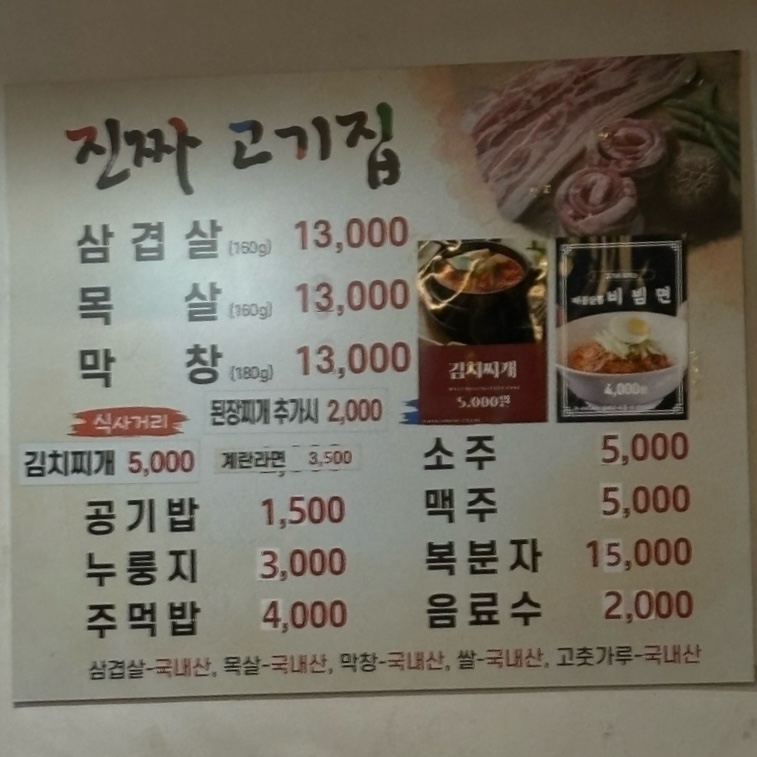 진짜 고기집
삼겹살 (160g) 13,000
목살 (160g) 13,000
막창 (180g) 13,000
김치찌개
5,000원
비빔면
4,000원
식사거리
된장찌개 추가시 2,000
김치찌개 5,000
계란라면 3,500
공기밥 1,500
누룽지 3,000
주먹밥 4,000
소주 5,000
맥주 5,000
복분자 15,000
음료수 2,000
삼겹살-국내산, 목살-국내산, 막창-국내산, 쌀-국내산, 고춧가루-국내산